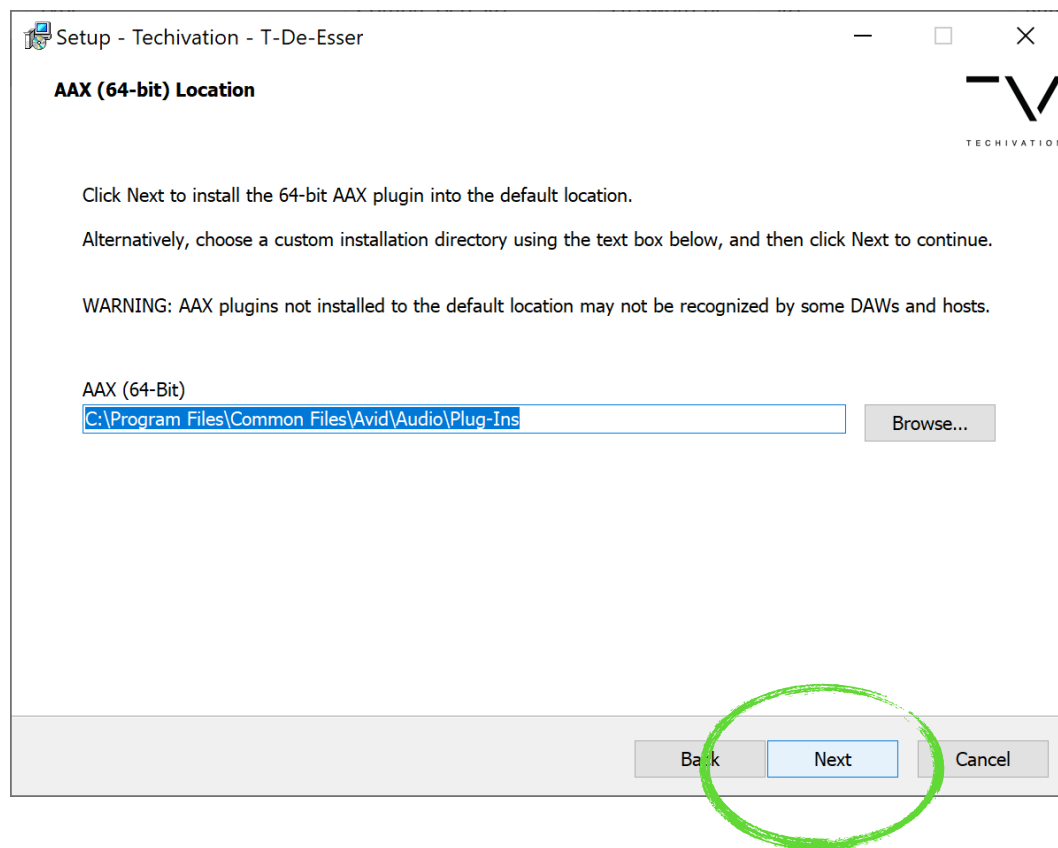 Setup - Techivation - T-De-Esser
AAX (64-bit) Location
TECHIVATION
Click Next to install the 64-bit AAX plugin into the default location.
Alternatively, choose a custom installation directory using the text box below, and then click Next to continue.
WARNING: AAX plugins not installed to the default location may not be recognized by some DAWs and hosts.
AAX (64-Bit)
C:\Program Files\Common Files\Avid\Audio\Plug-Ins
Browse...
Back Next Cancel